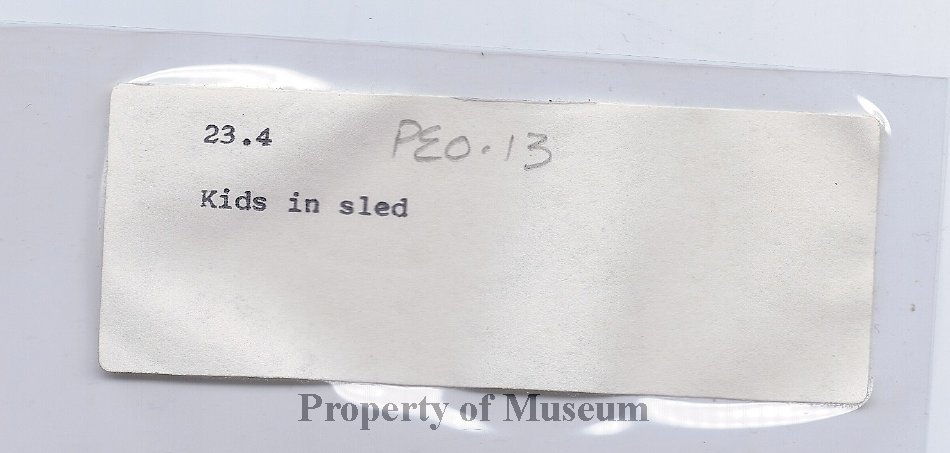 23.4 PEO.13
Kids in sled
Property of Museum